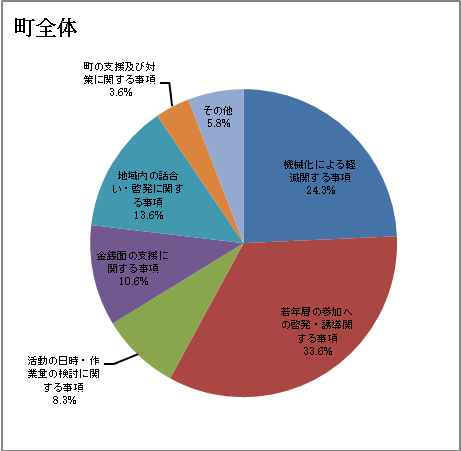 町全体
町の支援及び対
策に関する事項
3.6%
その他
5.8%
機械化による軽
減関する事項
24.3%
地域内の話合
い・啓発に関す
る事項
13.6%
金銭面の支援に
関する事項
10.6%
若年層の参加へ
の啓発・誘導関
する事項
33.6%
活動の日時・作
業量の検討に関
する事項
8.3%